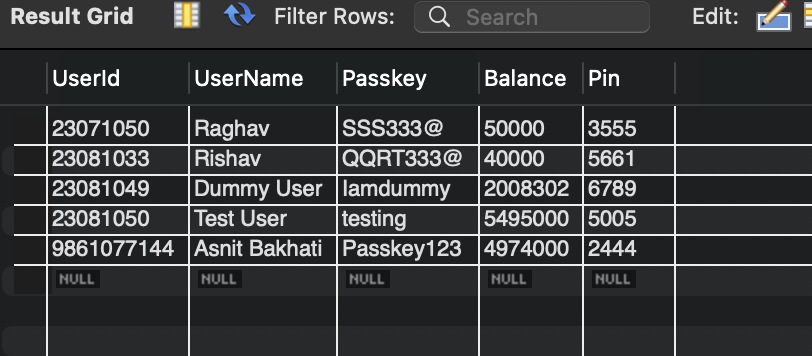 Result Grid Filter Rows: Search Edit:
UserId UserName Passkey Balance Pin
23071050 Raghav SSS333@ 50000 3555
23081033 Rishav QQRT333@ 40000 5661
23081049 Dummy User Iamdummy 2008302 6789
23081050 Test User testing 5495000 5005
9861077144 Asnit Bakhati Passkey123 4974000 2444
NULL NULL NULL NULL NULL